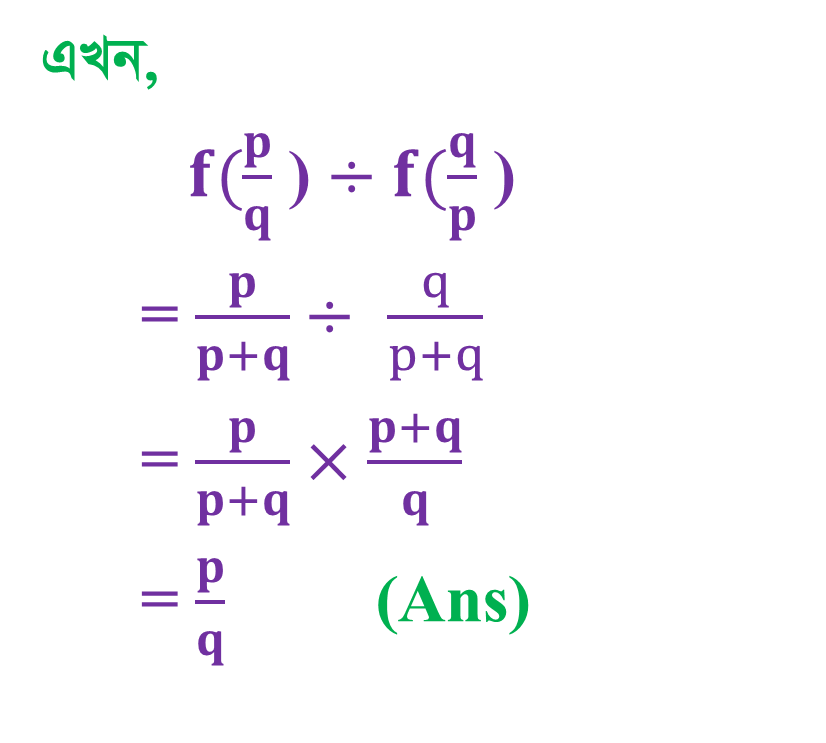 এখন,
f(p/q) ÷ f(q/p)
= p/(p+q) ÷ q/(p+q)
= p/(p+q) × (p+q)/q
= p/q (Ans)